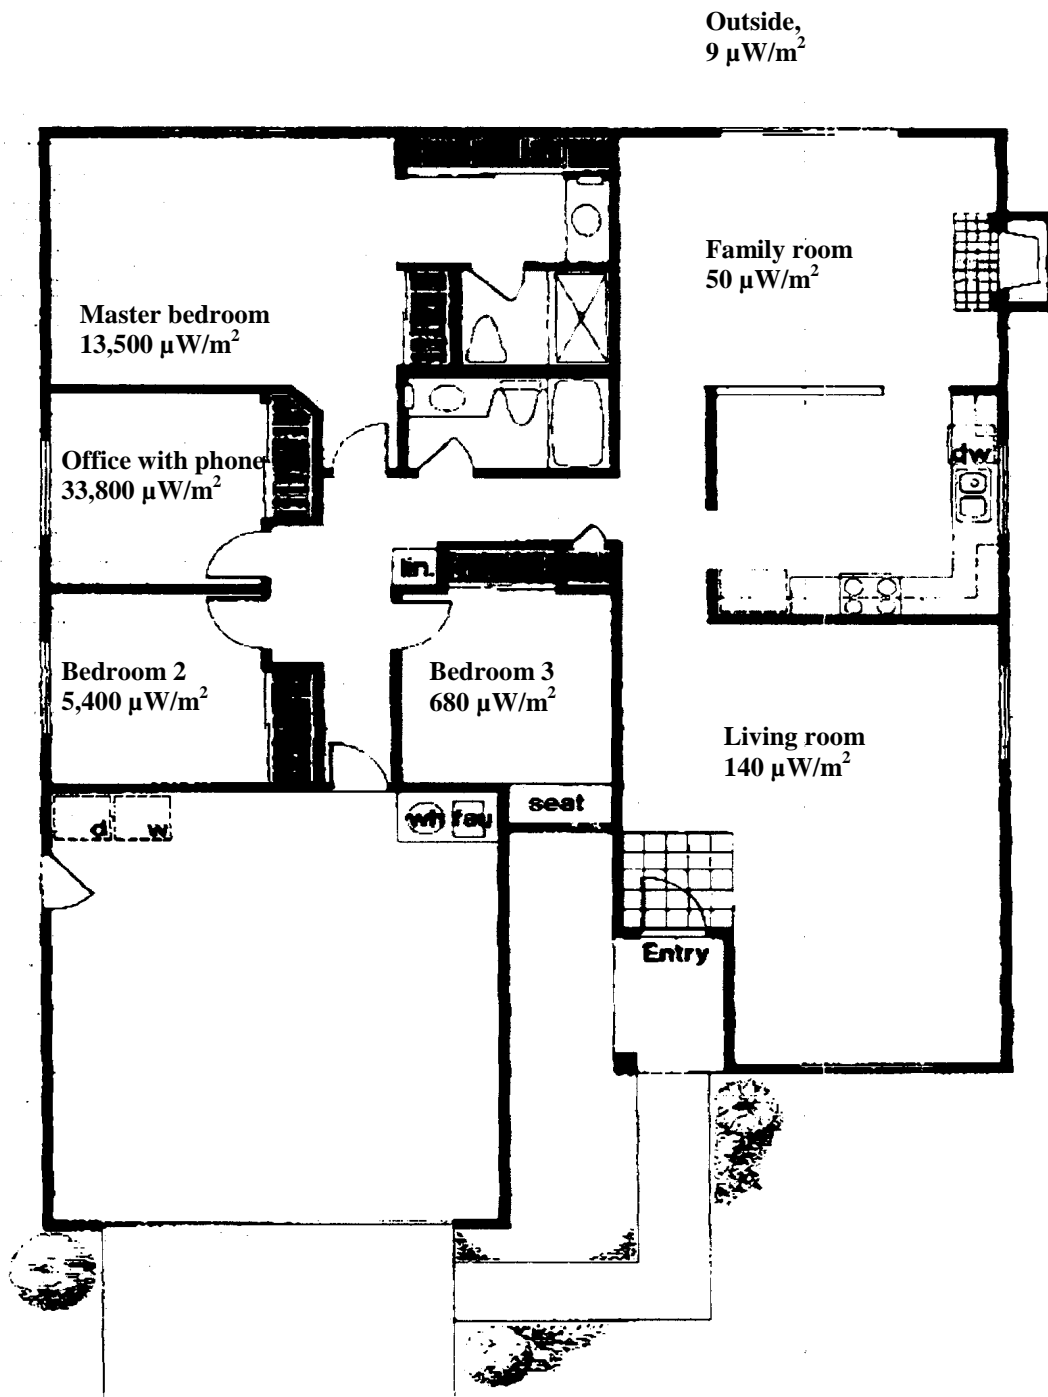 Outside,
9 µW/m²
Family room
50 µW/m²
Master bedroom
13,500 µW/m²
Office with phone
33,800 µW/m²
dw.
lin.
Bedroom 2
5,400 µW/m²
Bedroom 3
680 µW/m²
Living room
140 µW/m²
d w
wh fau
seat
Entry